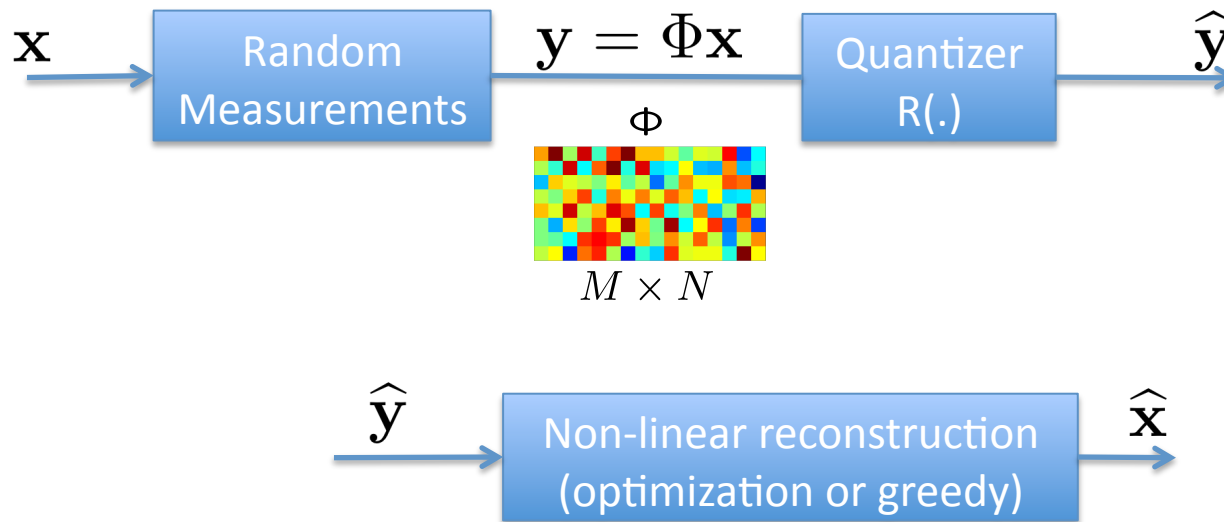 x
Random
Measurements
y = Φx
Quantizer
R(.)
ŷ
Φ
M × N
ŷ
Non-linear reconstruction
(optimization or greedy)
x̂